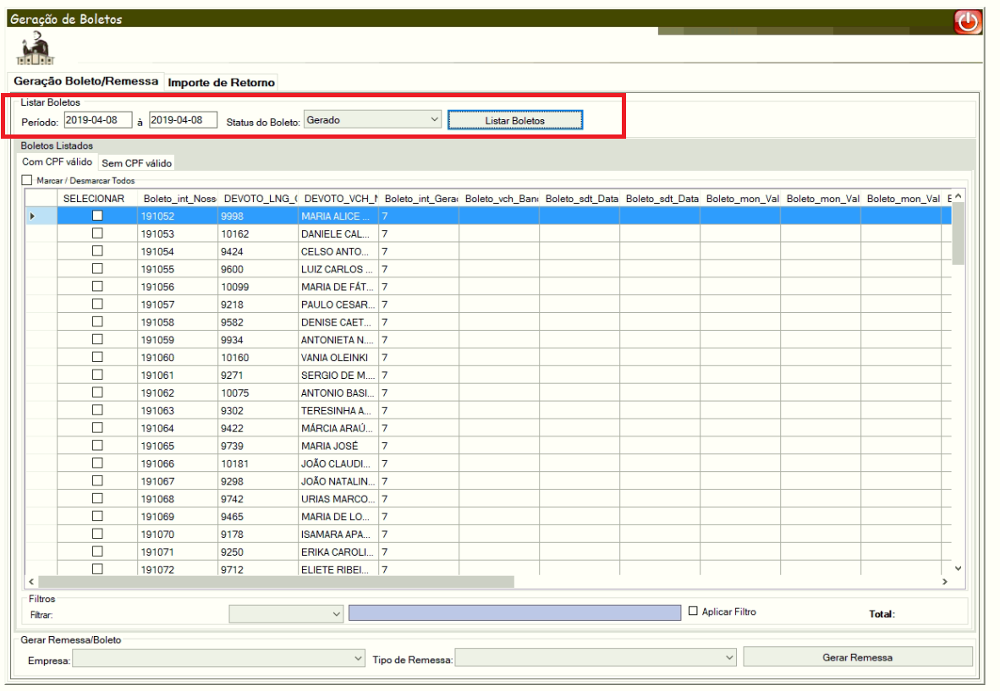 Geração de Boletos
Geração Boleto/Remessa Importe de Retorno
Listar Boletos
Período: 2019-04-08 à 2019-04-08 Status do Boleto: Gerado Listar Boletos
Boletos Listados
Com CPF válido Sem CPF válido
Marcar / Desmarcar Todos
SELECIONAR Boleto_int_Noss DEVOTO_LNG_( DEVOTO_VCH_N Boleto_int_Gera Boleto_vch_Ban Boleto_sdt_Data Boleto_sdt_Data Boleto_mon_Val Boleto_mon_Val Boleto_mon_Val E
191052 9998 MARIA ALICE ... 7
191053 10162 DANIELE CAL... 7
191054 9424 CELSO ANTO... 7
191055 9600 LUIZ CARLOS ... 7
191056 10099 MARIA DE FÁT... 7
191057 9218 PAULO CESAR... 7
191058 9582 DENISE CAET... 7
191059 9934 ANTONIETA N.... 7
191060 10160 VANIA OLEINKI 7
191061 9271 SERGIO DE M.... 7
191062 10075 ANTONIO BASI... 7
191063 9302 TERESINHA A... 7
191064 9422 MÁRCIA ARAÚ... 7
191065 9739 MARIA JOSÉ 7
191066 10181 JOÃO CLAUDI... 7
191067 9298 JOÃO NATALIN... 7
191068 9742 URIAS MARCO... 7
191069 9465 MARIA DE LO... 7
191070 9178 ISAMARA APA... 7
191071 9250 ERIKA CAROLI... 7
191072 9712 ELIETE RIBEI... 7
Filtros
Filtrar: Aplicar Filtro Total:
Gerar Remessa/Boleto
Empresa: Tipo de Remessa: Gerar Remessa